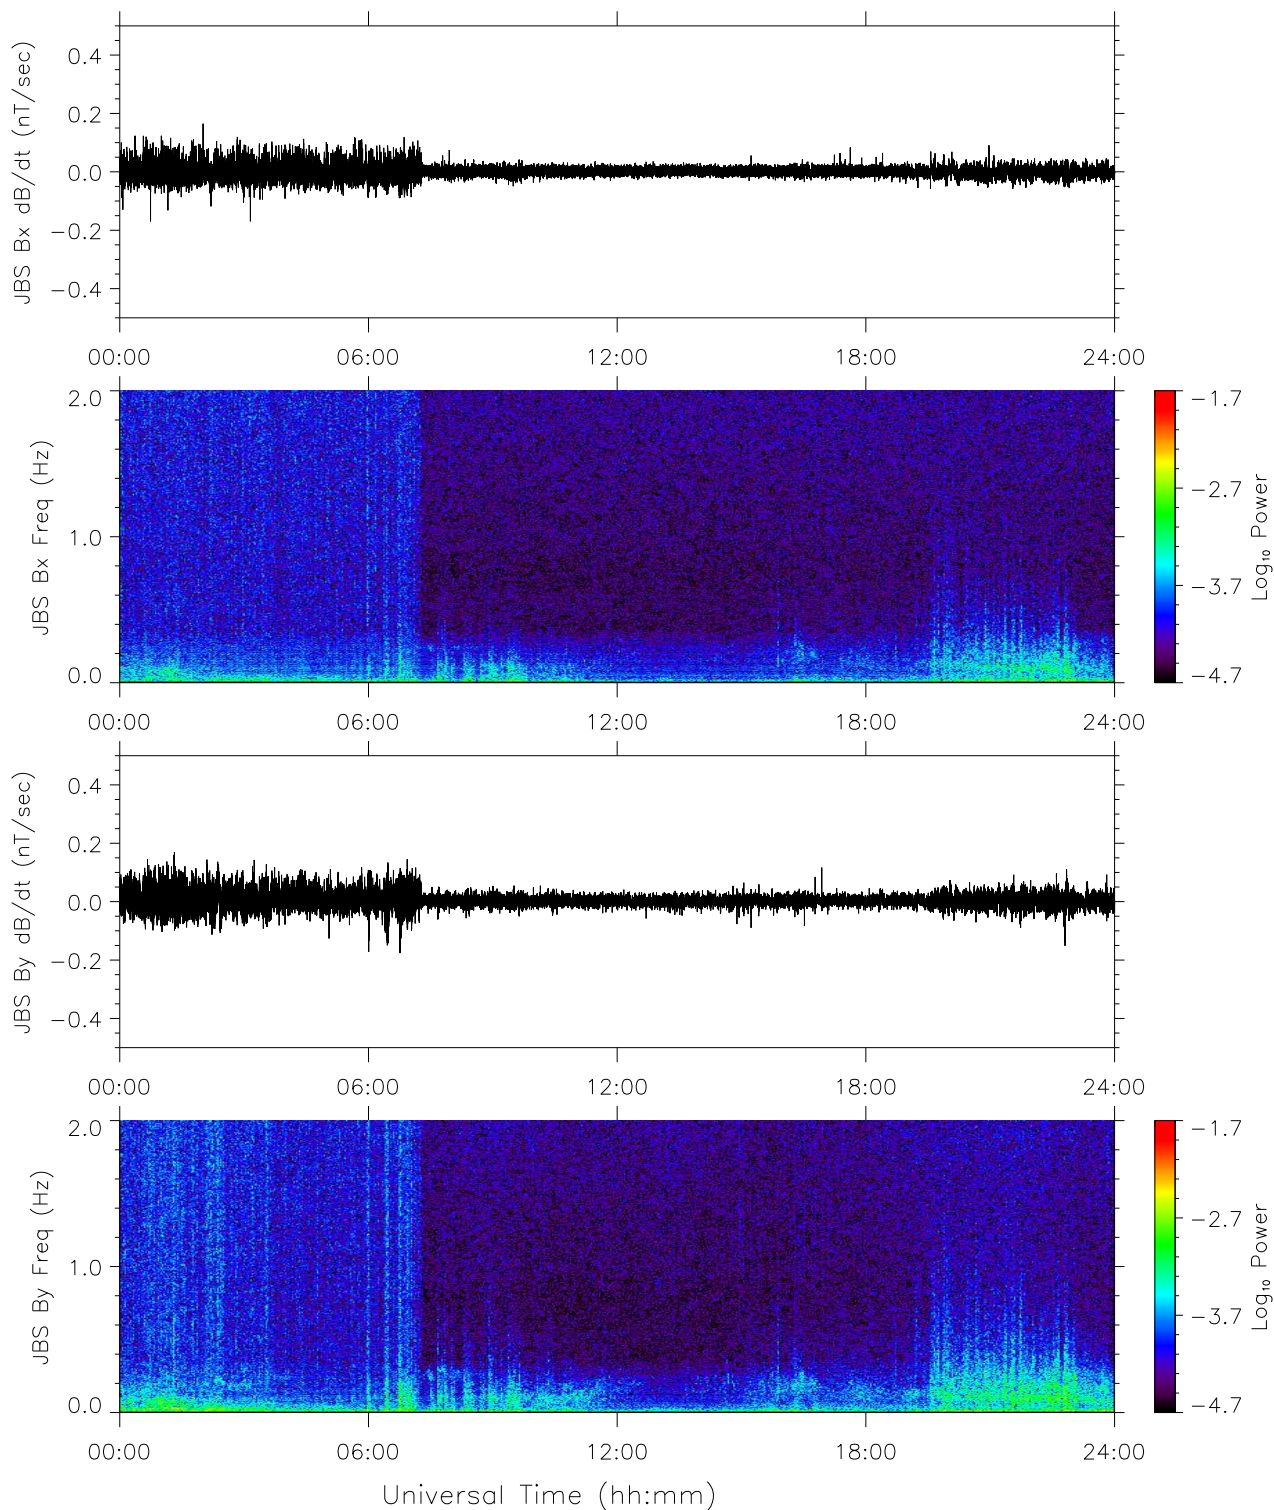 JBS Bx dB/dt (nT/sec)
0.4
0.2
0.0
−0.2
−0.4
00:00 06:00 12:00 18:00 24:00
JBS Bx Freq (Hz)
2.0
1.0
0.0
00:00 06:00 12:00 18:00 24:00
−1.7
−2.7
−3.7
−4.7
Log₁₀ Power
JBS By dB/dt (nT/sec)
0.4
0.2
0.0
−0.2
−0.4
00:00 06:00 12:00 18:00 24:00
JBS By Freq (Hz)
2.0
1.0
0.0
00:00 06:00 12:00 18:00 24:00
−1.7
−2.7
−3.7
−4.7
Log₁₀ Power
Universal Time (hh:mm)